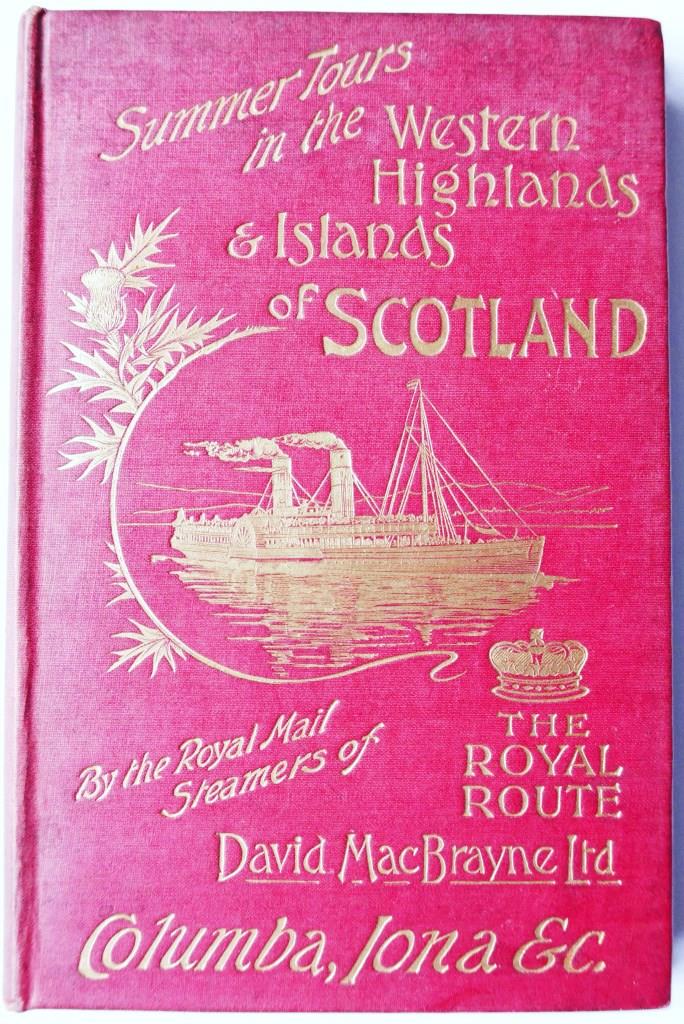 Summer Tours
in the Western
Highlands
& Islands
of SCOTLAND
THE
ROYAL
ROUTE
By the Royal Mail
Steamers of
David MacBrayne Ltd
Columba, Iona &c.